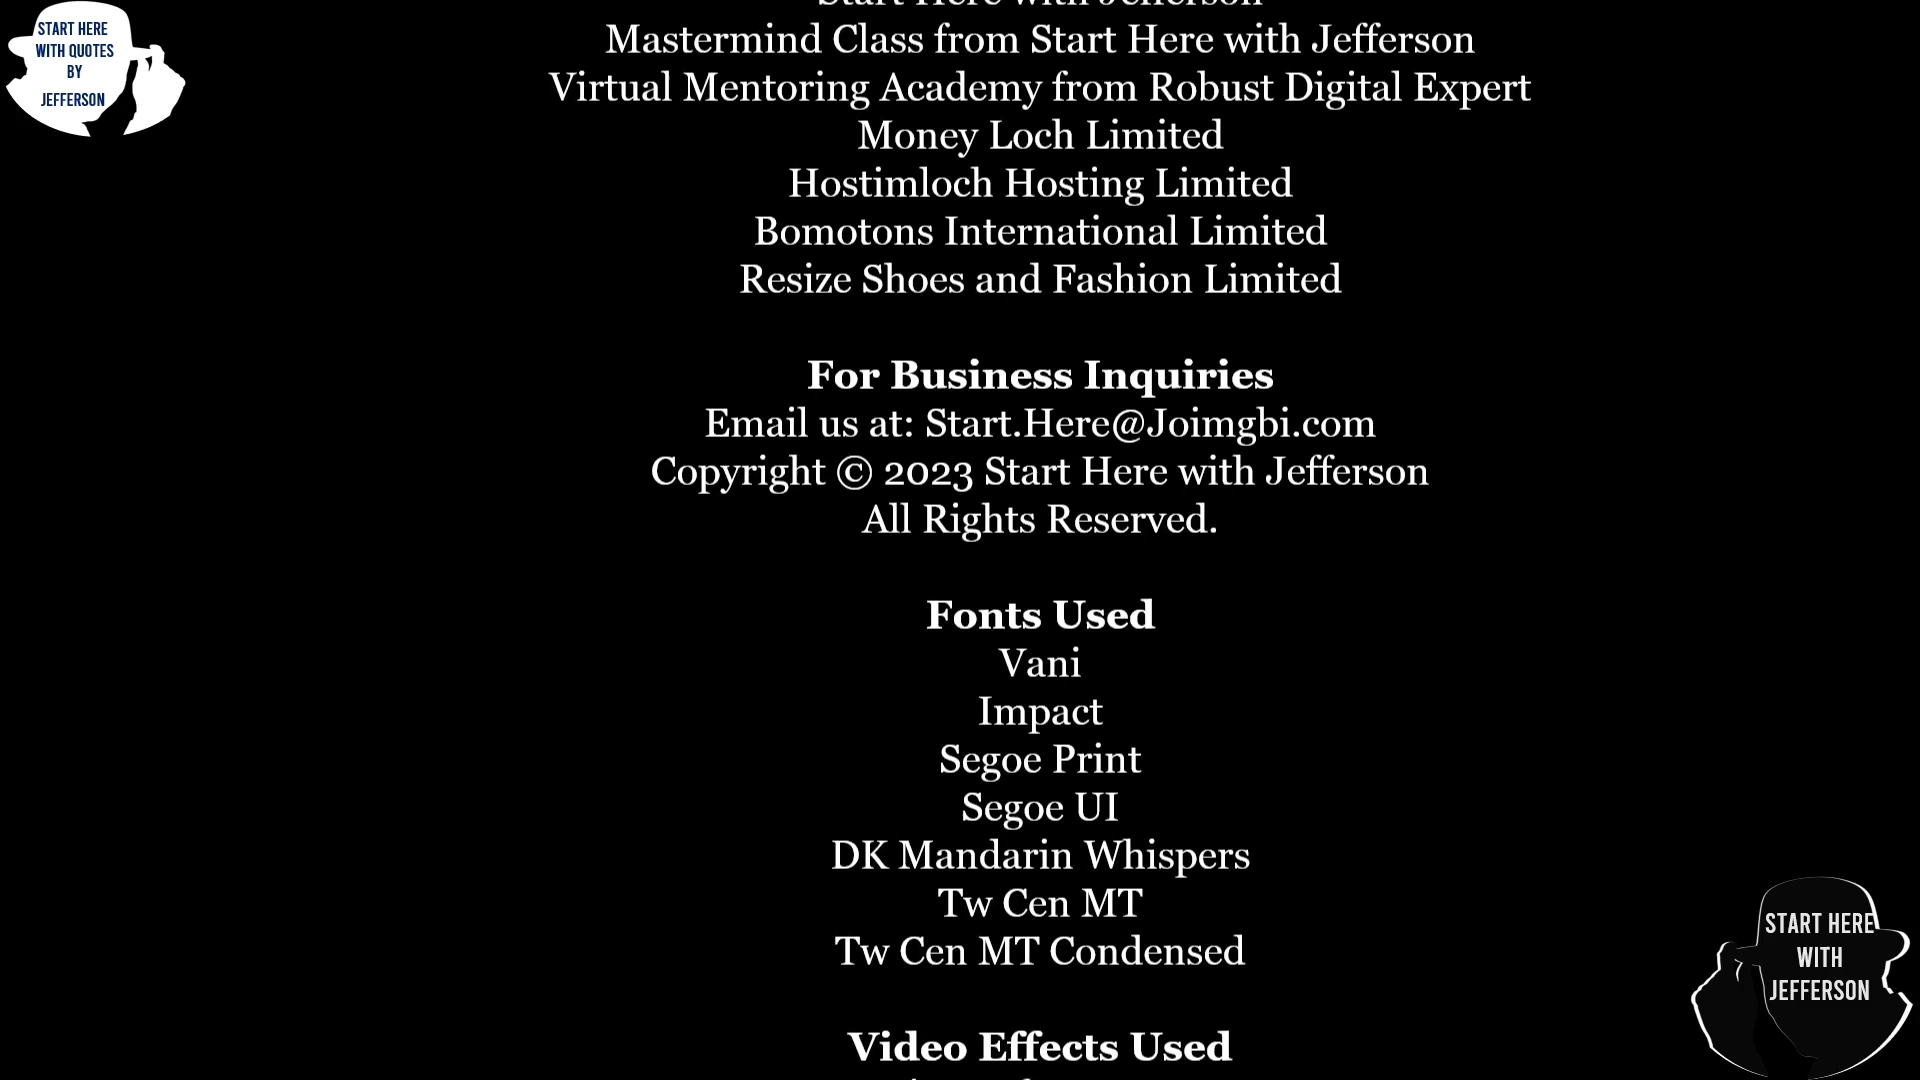 START HERE
WITH QUOTES
BY
JEFFERSON
Start Here with Jefferson
Mastermind Class from Start Here with Jefferson
Virtual Mentoring Academy from Robust Digital Expert
Money Loch Limited
Hostimloch Hosting Limited
Bomotons International Limited
Resize Shoes and Fashion Limited
For Business Inquiries
Email us at: Start.Here@Joimgbi.com
Copyright © 2023 Start Here with Jefferson
All Rights Reserved.
Fonts Used
Vani
Impact
Segoe Print
Segoe UI
DK Mandarin Whispers
Tw Cen MT
Tw Cen MT Condensed
Video Effects Used
START HERE
WITH
JEFFERSON